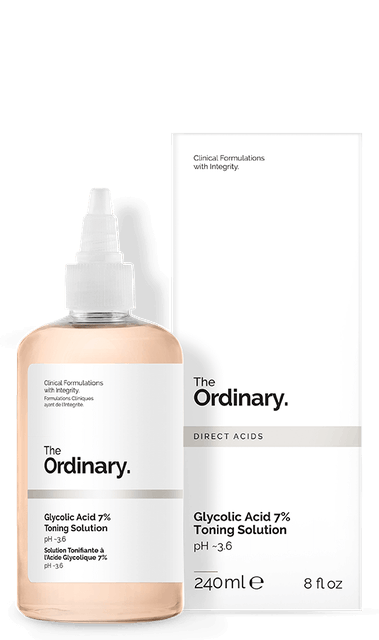 Clinical Formulations
with Integrity.
The
Ordinary.
DIRECT ACIDS
Glycolic Acid 7%
Toning Solution
pH ~3.6
240 ml ℮ 8 fl oz
Clinical Formulations
with Integrity.
Formulations Cliniques
ayant de l'Intégrité.
The
Ordinary.
Glycolic Acid 7%
Toning Solution
pH ~3.6
Solution Tonifiante à
l'Acide Glycolique 7%
pH ~3.6